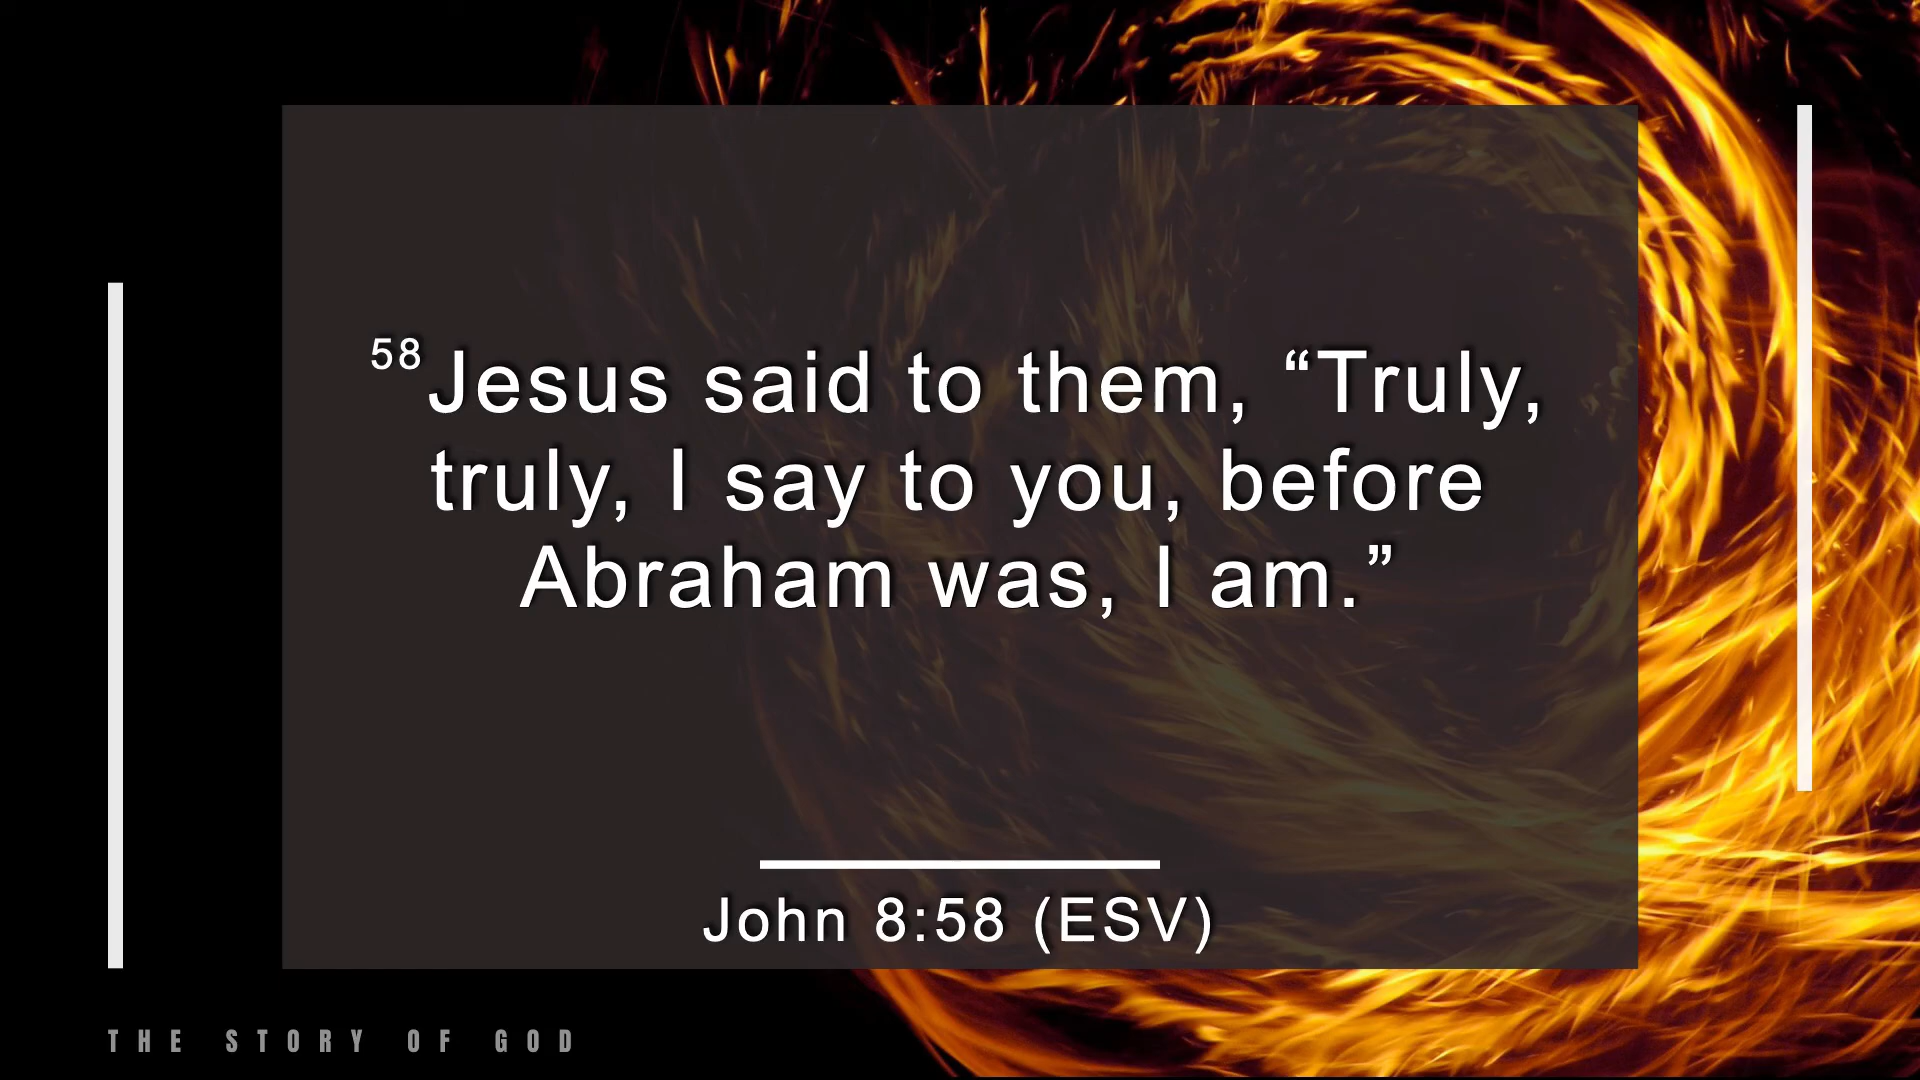 58Jesus said to them, “Truly,
truly, I say to you, before
Abraham was, I am.”
John 8:58 (ESV)
THE STORY OF GOD